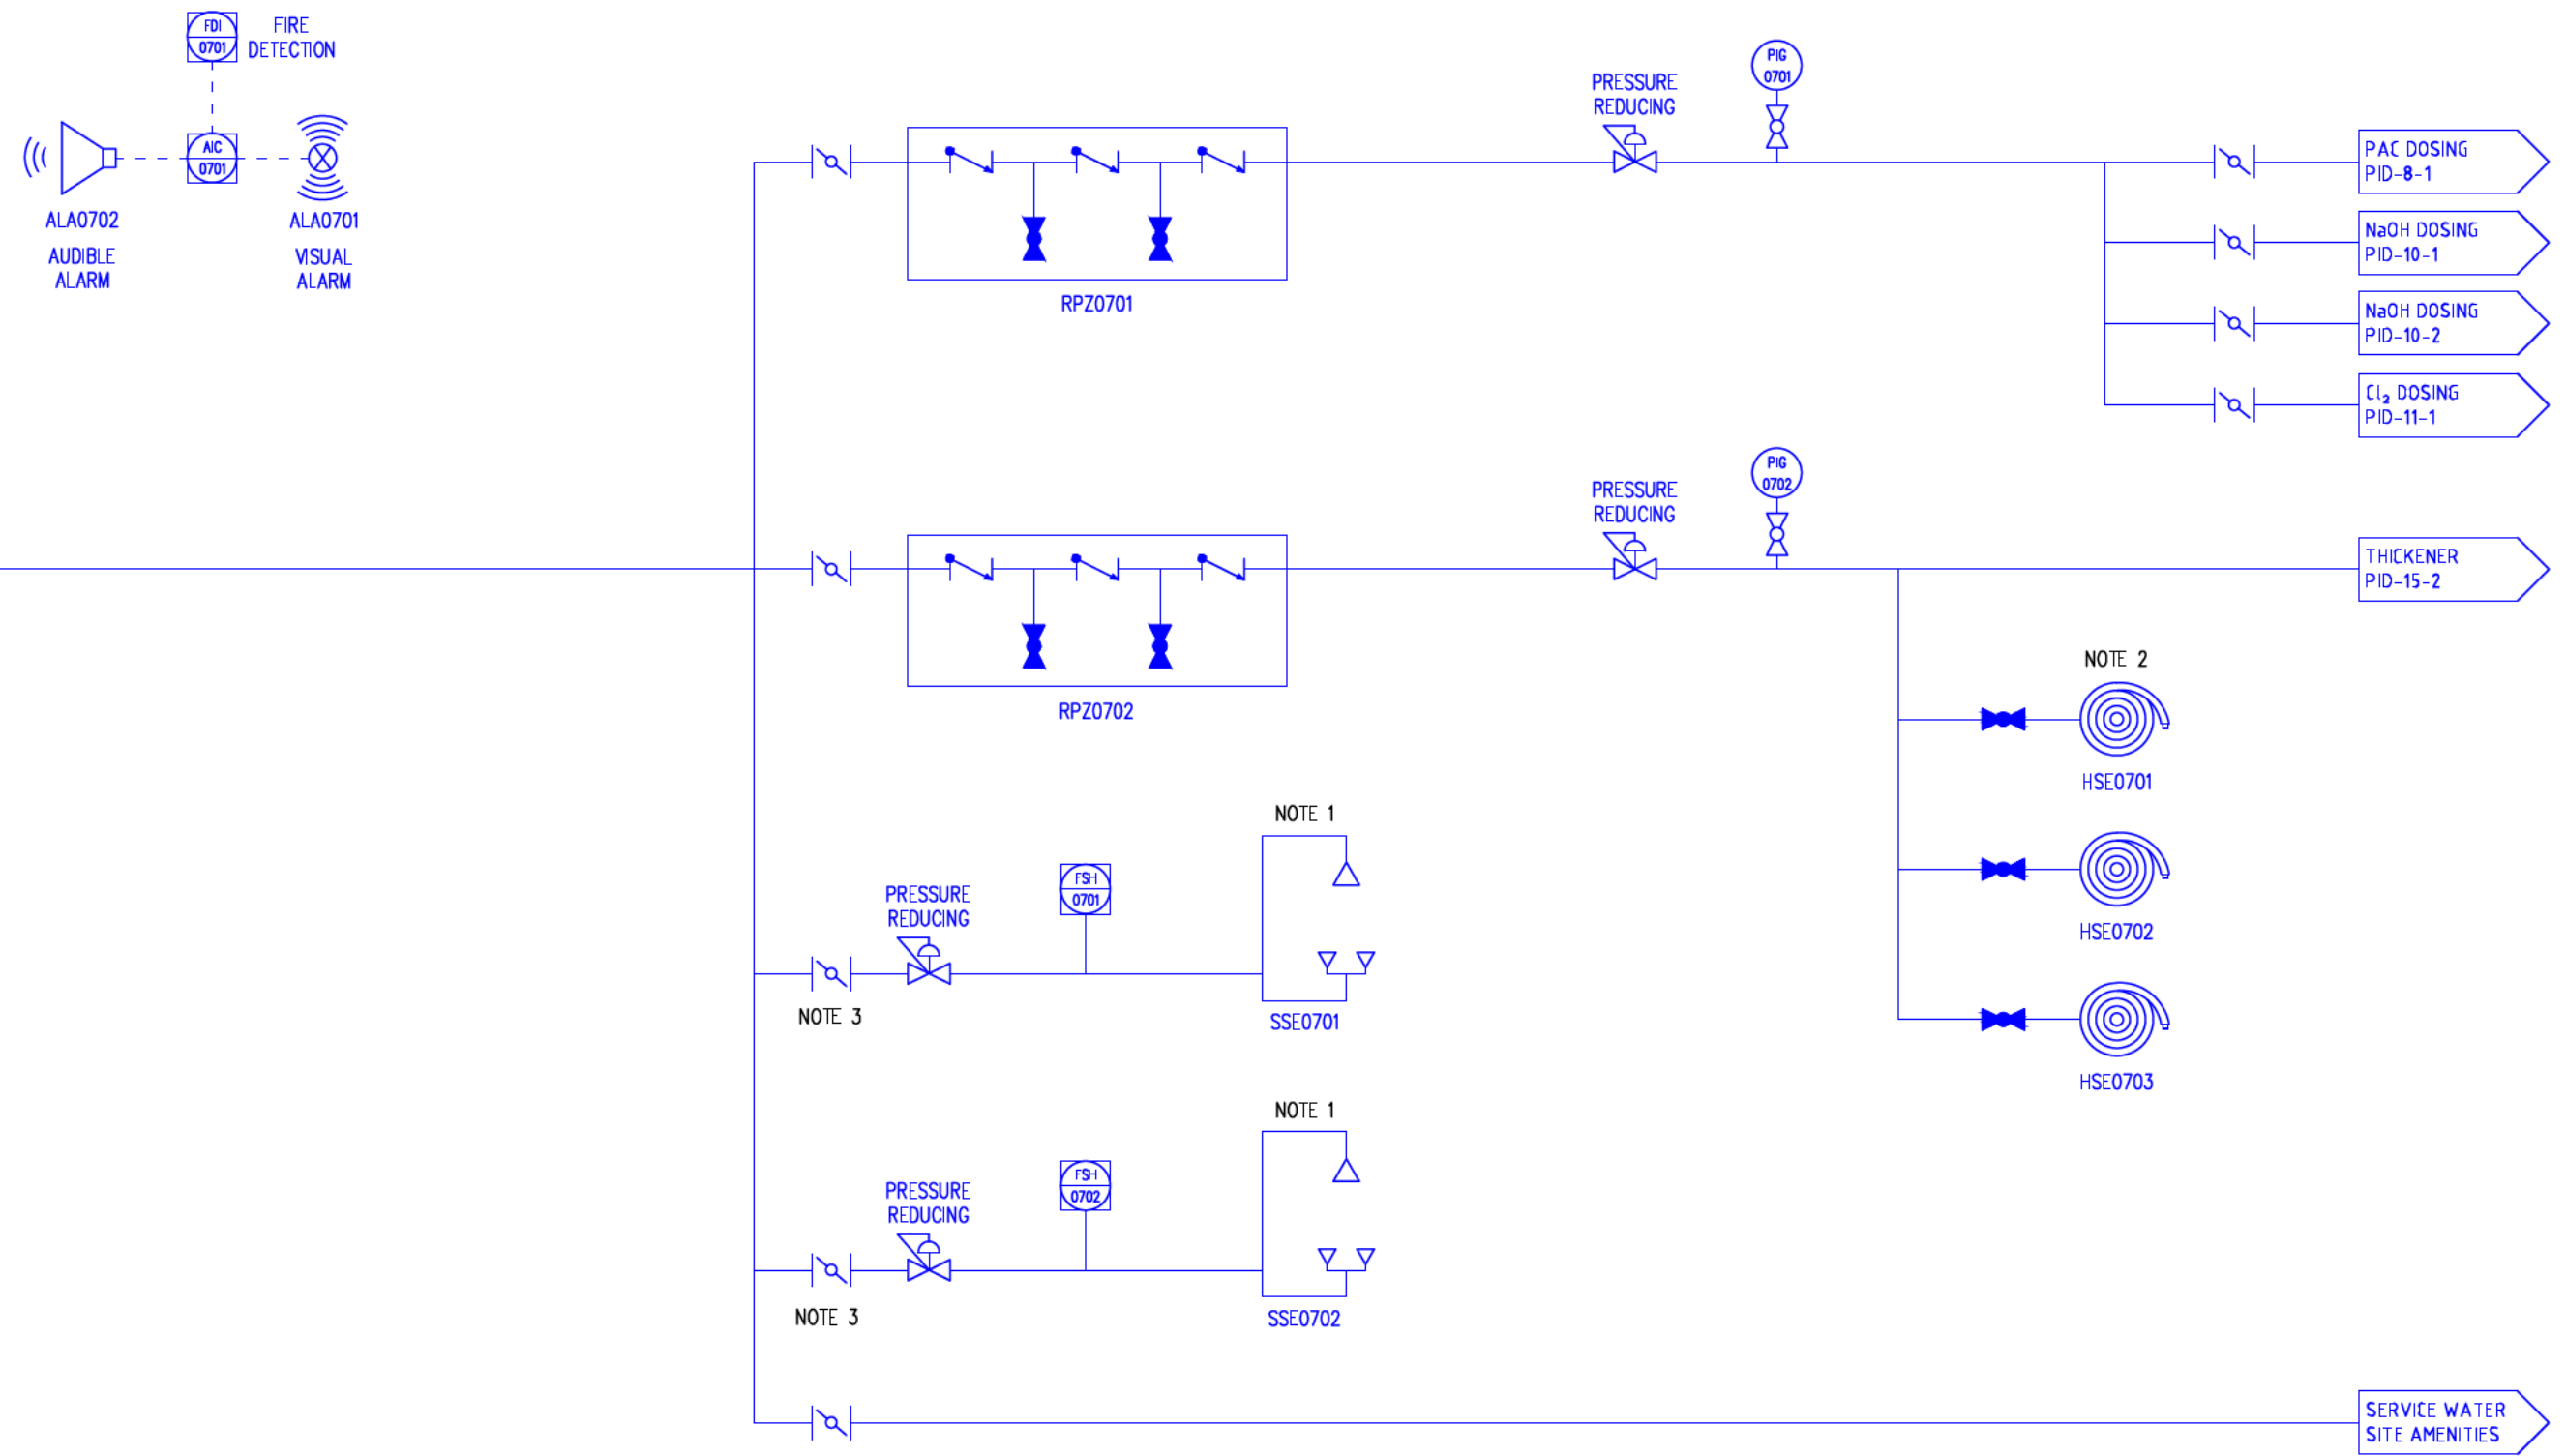 FDI
0701
FIRE
DETECTION
AIC
0701
ALA0702
AUDIBLE
ALARM
ALA0701
VISUAL
ALARM
RPZ0701
PRESSURE
REDUCING
PIG
0701
PAC DOSING
PID-8-1
NaOH DOSING
PID-10-1
NaOH DOSING
PID-10-2
Cl₂ DOSING
PID-11-1
RPZ0702
PRESSURE
REDUCING
PIG
0702
THICKENER
PID-15-2
NOTE 2
HSE0701
HSE0702
HSE0703
NOTE 3
PRESSURE
REDUCING
FSH
0701
NOTE 1
SSE0701
NOTE 3
PRESSURE
REDUCING
FSH
0702
NOTE 1
SSE0702
SERVICE WATER
SITE AMENITIES